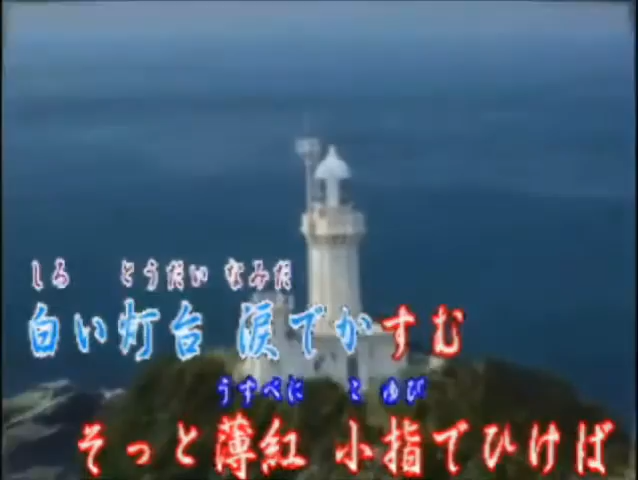 しろ とうだい なみだ
白い灯台 涙でかすむ
うすべに こゆび
そっと薄紅 小指でひけば